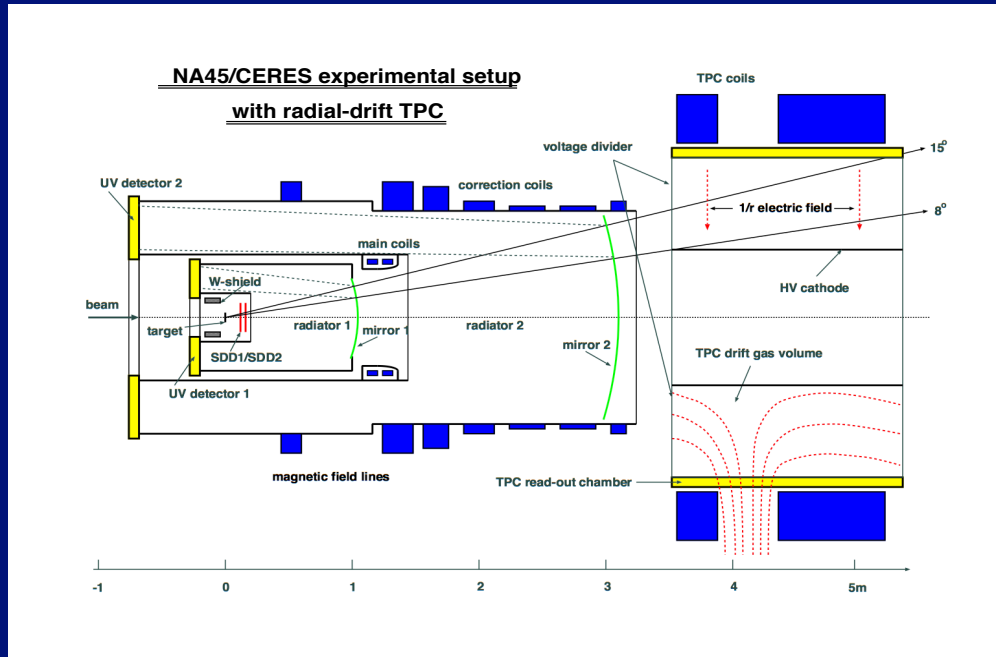 NA45/CERES experimental setup
with radial-drift TPC
TPC coils
voltage divider
15°
UV detector 2
correction coils
1/r electric field
8°
main coils
W-shield
HV cathode
beam
target
radiator 1
mirror 1
radiator 2
mirror 2
SDD1/SDD2
TPC drift gas volume
UV detector 1
magnetic field lines
TPC read-out chamber
-1 0 1 2 3 4 5m